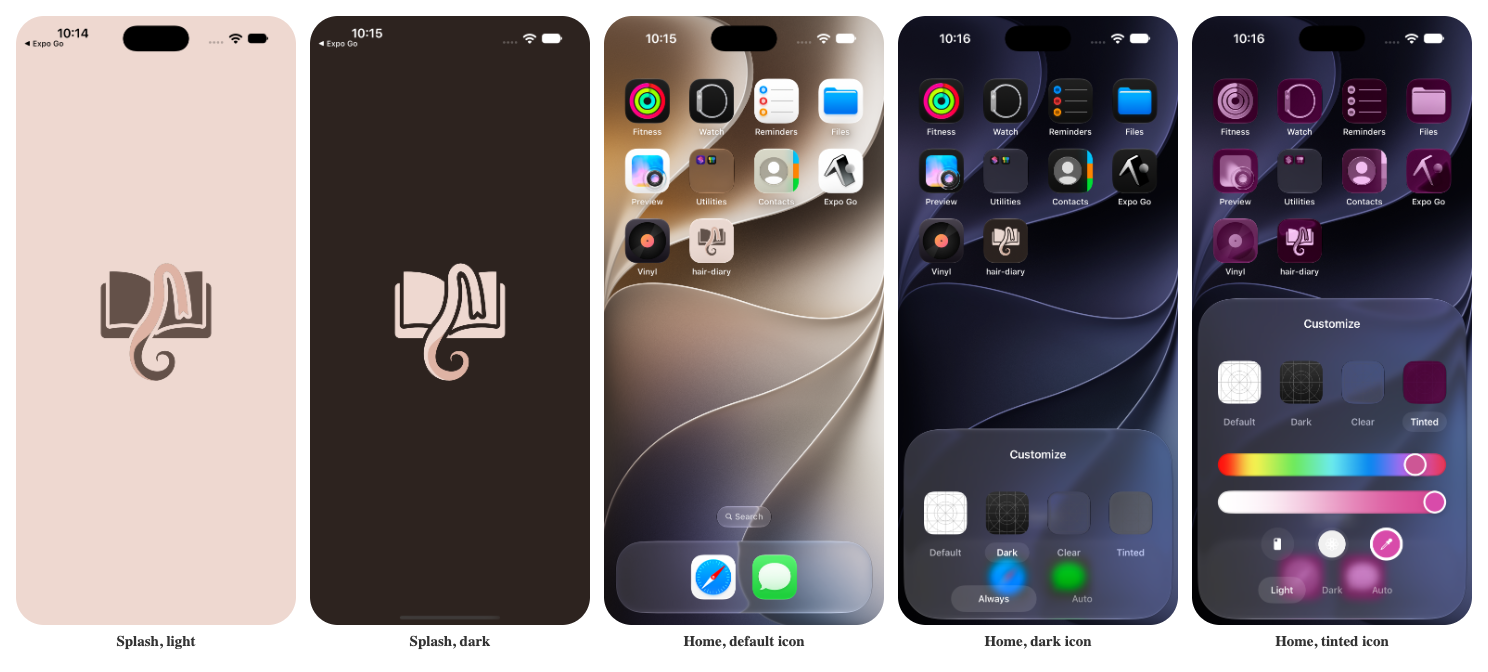 10:14
◀ Expo Go
Splash, light
10:15
◀ Expo Go
Splash, dark
10:15
Fitness
Watch
Reminders
Files
Preview
Utilities
Contacts
Expo Go
Vinyl
hair-diary
Search
Home, default icon
10:16
Fitness
Watch
Reminders
Files
Preview
Utilities
Contacts
Expo Go
Vinyl
hair-diary
Customize
Default
Dark
Clear
Tinted
Always
Auto
Home, dark icon
10:16
Fitness
Watch
Reminders
Files
Preview
Utilities
Contacts
Expo Go
Vinyl
hair-diary
Customize
Default
Dark
Clear
Tinted
Light
Dark
Auto
Home, tinted icon